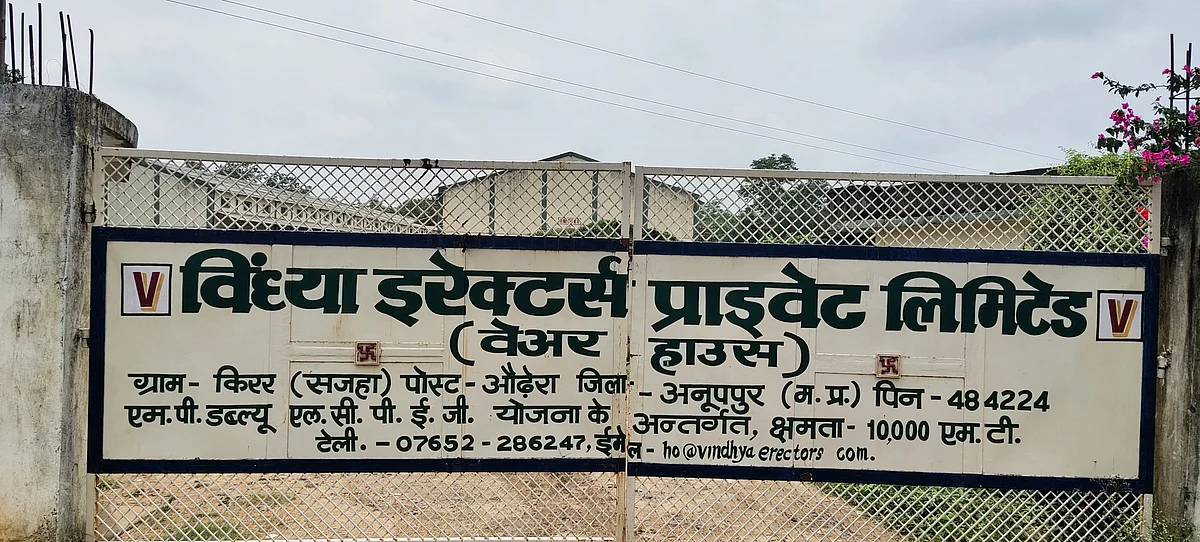 V विंध्या इरेक्टर्स प्राइवेट लिमिटेड V
(वेअर हाउस)
ग्राम- किरर (सजहा) पोस्ट- औढ़ेरा जिला- अनूपपुर (म.प्र.) पिन - 484224
एम.पी.डब्ल्यू एल.सी. पी. ई. जी. योजना के अन्तर्गत, क्षमता- 10,000 एम.टी.
टेली. - 07652 - 286247, ईमेल - ho@vindhyaerectors com.